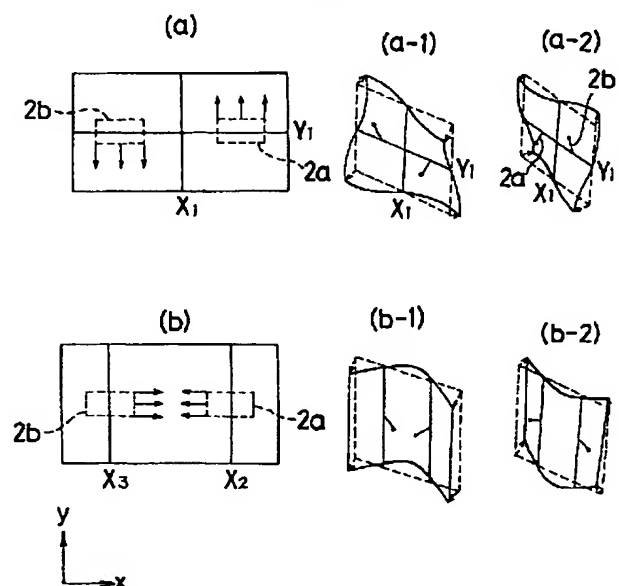 (a)
(a-1)
(a-2)
2b
2b
Y1
2a
Y1
2a
Y1
X1
X1
X1
(b)
(b-1)
(b-2)
2b
2a
X3
X2
y
x